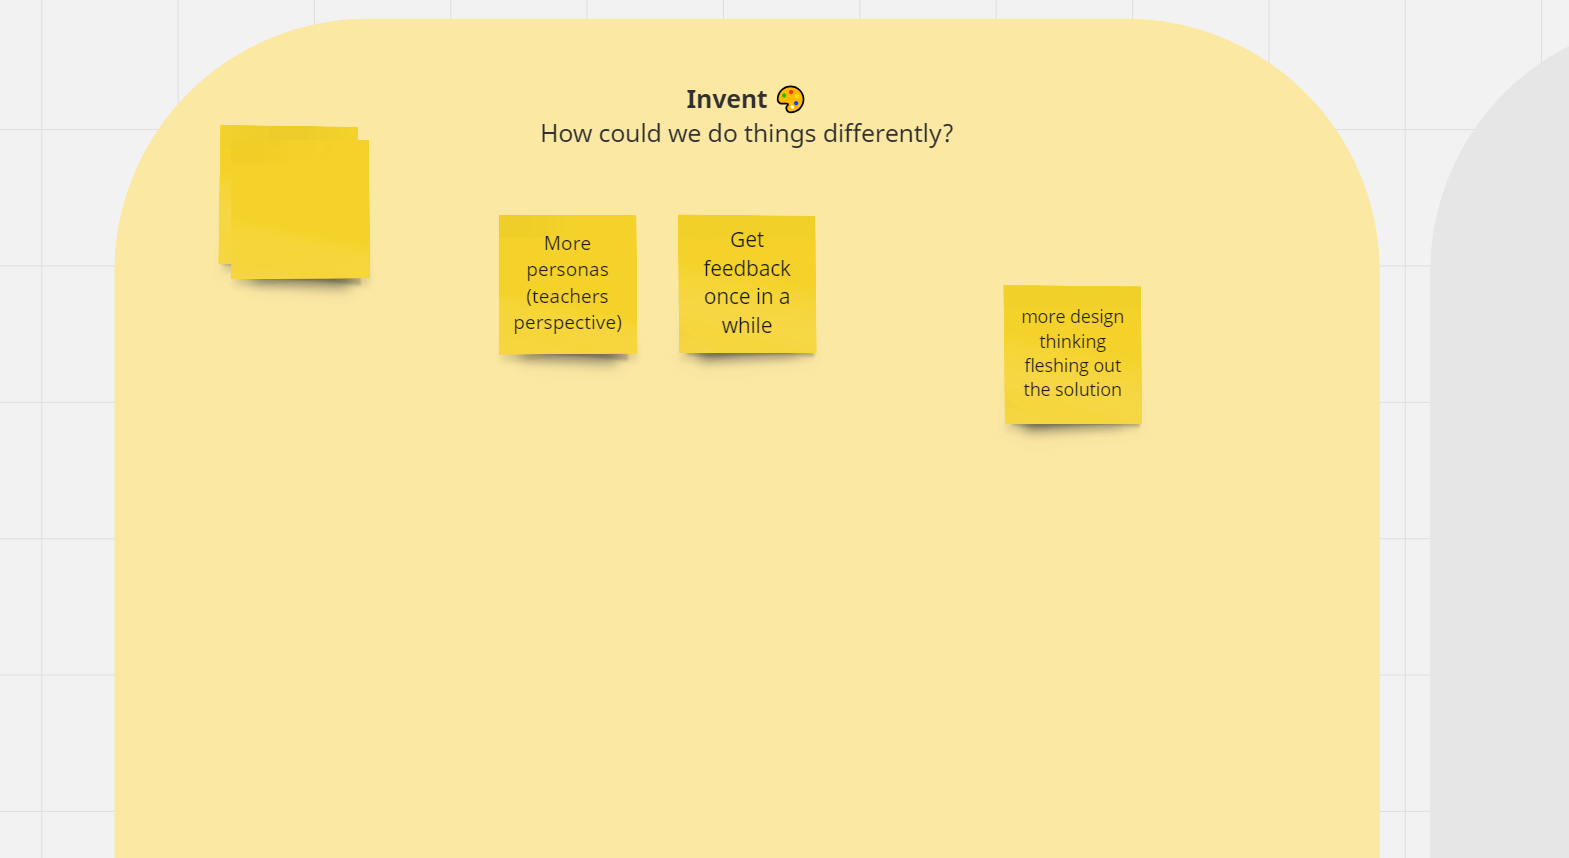 Invent 🎨
How could we do things differently?
More
personas
(teachers
perspective)
Get
feedback
once in a
while
more design
thinking
fleshing out
the solution